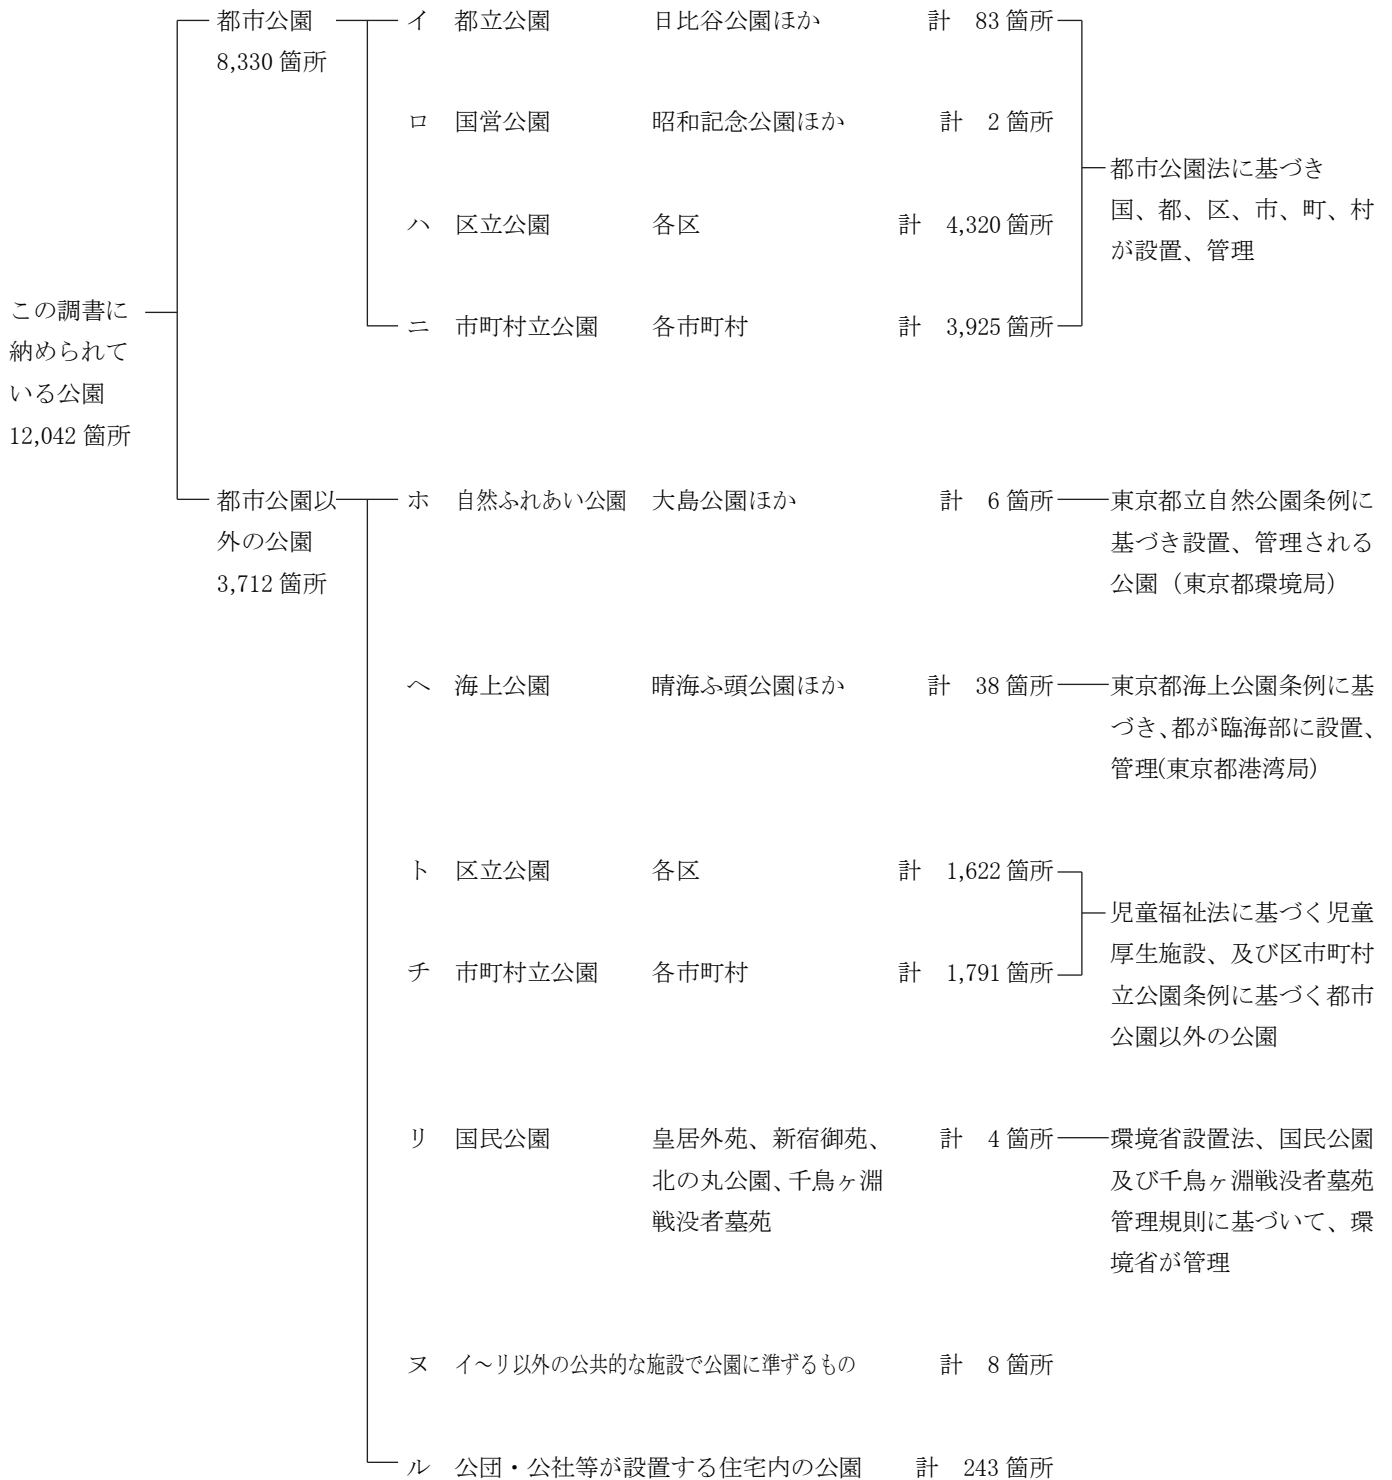 この調書に
納められて
いる公園
12,042 箇所
都市公園
8,330 箇所
イ 都立公園 日比谷公園ほか 計 83 箇所
ロ 国営公園 昭和記念公園ほか 計 2 箇所
ハ 区立公園 各区 計 4,320 箇所
ニ 市町村立公園 各市町村 計 3,925 箇所
都市公園法に基づき
国、都、区、市、町、村
が設置、管理
都市公園以
外の公園
3,712 箇所
ホ 自然ふれあい公園 大島公園ほか 計 6 箇所
東京都立自然公園条例に
基づき設置、管理される
公園（東京都環境局）
ヘ 海上公園 晴海ふ頭公園ほか 計 38 箇所
東京都海上公園条例に基
づき、都が臨海部に設置、
管理(東京都港湾局)
ト 区立公園 各区 計 1,622 箇所
チ 市町村立公園 各市町村 計 1,791 箇所
児童福祉法に基づく児童
厚生施設、及び区市町村
立公園条例に基づく都市
公園以外の公園
リ 国民公園 皇居外苑、新宿御苑、 計 4 箇所
北の丸公園、千鳥ヶ淵
戦没者墓苑
環境省設置法、国民公園
及び千鳥ヶ淵戦没者墓苑
管理規則に基づいて、環
境省が管理
ヌ イ～リ以外の公共的な施設で公園に準ずるもの 計 8 箇所
ル 公団・公社等が設置する住宅内の公園 計 243 箇所